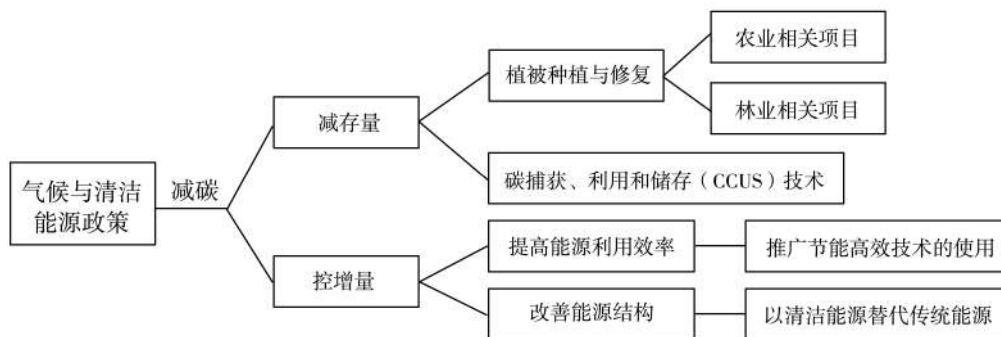 气候与清洁
能源政策
减碳
减存量
植被种植与修复
农业相关项目
林业相关项目
碳捕获、利用和储存（CCUS）技术
控增量
提高能源利用效率
推广节能高效技术的使用
改善能源结构
以清洁能源替代传统能源